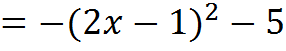 = −(2x − 1)² − 5